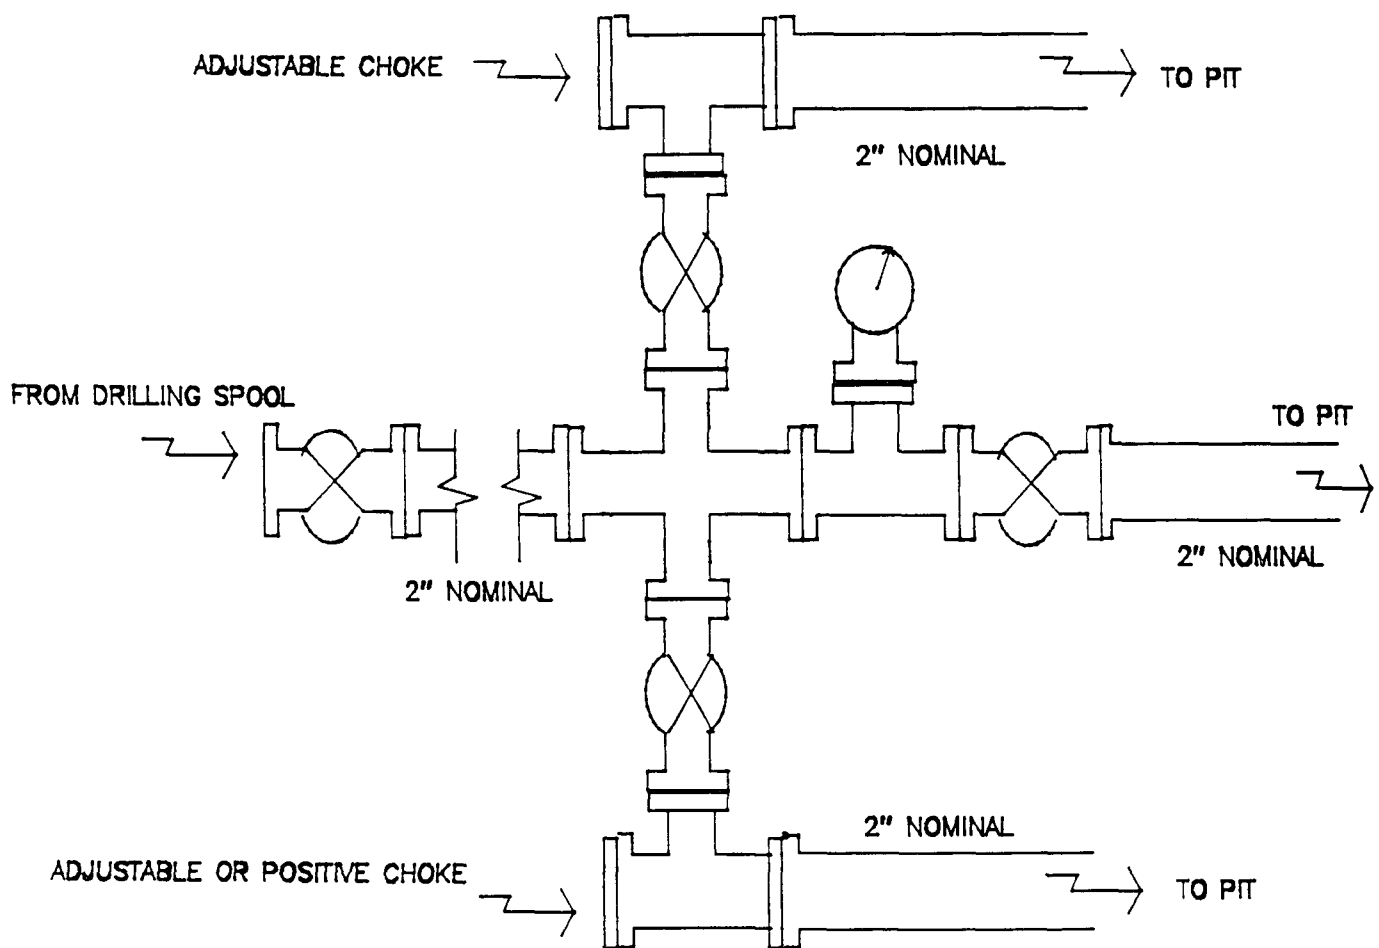 ADJUSTABLE CHOKE
TO PIT
2" NOMINAL
FROM DRILLING SPOOL
TO PIT
2" NOMINAL
2" NOMINAL
2" NOMINAL
ADJUSTABLE OR POSITIVE CHOKE
TO PIT